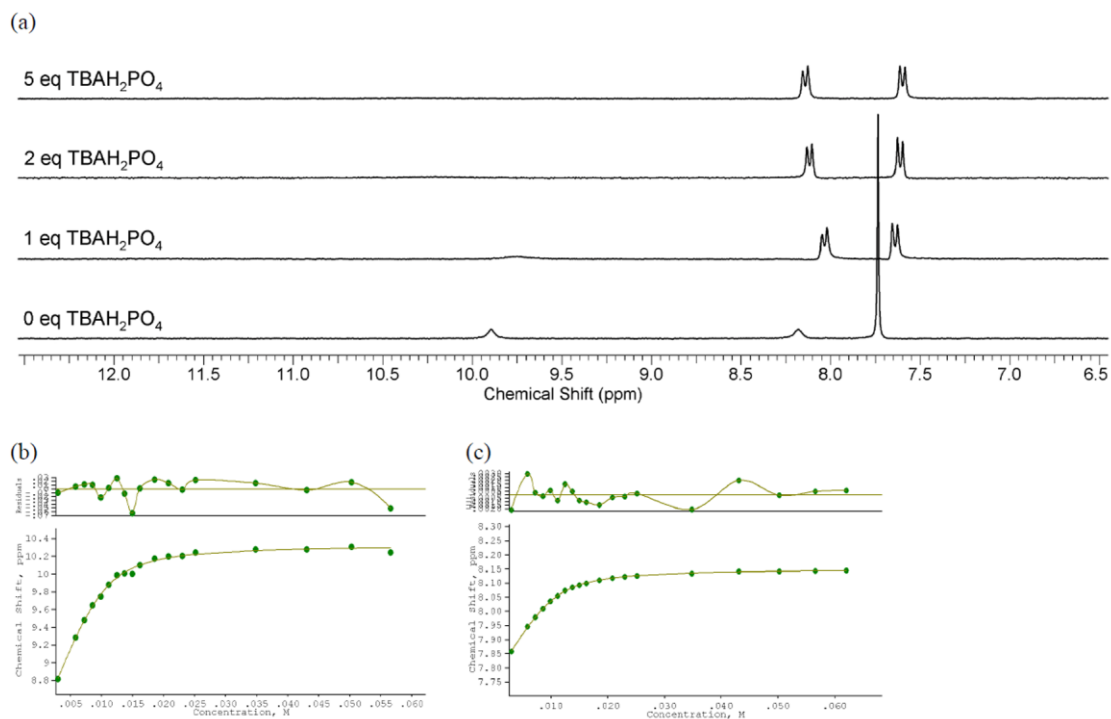 (a)
5 eq TBAH₂PO₄
2 eq TBAH₂PO₄
1 eq TBAH₂PO₄
0 eq TBAH₂PO₄
12.0 11.5 11.0 10.5 10.0 9.5 9.0 8.5 8.0 7.5 7.0 6.5
Chemical Shift (ppm)
(b)
Residuals
10.4
10.2
10
9.8
9.6
9.4
9.2
9
8.8
Chemical Shift, ppm
.005 .010 .015 .020 .025 .030 .035 .040 .045 .050 .055 .060
Concentration, M
(c)
8.30
8.25
8.20
8.15
8.10
8.05
8.00
7.95
7.90
7.85
7.80
7.75
Chemical Shift, ppm
.010 .020 .030 .040 .050 .060
Concentration, M